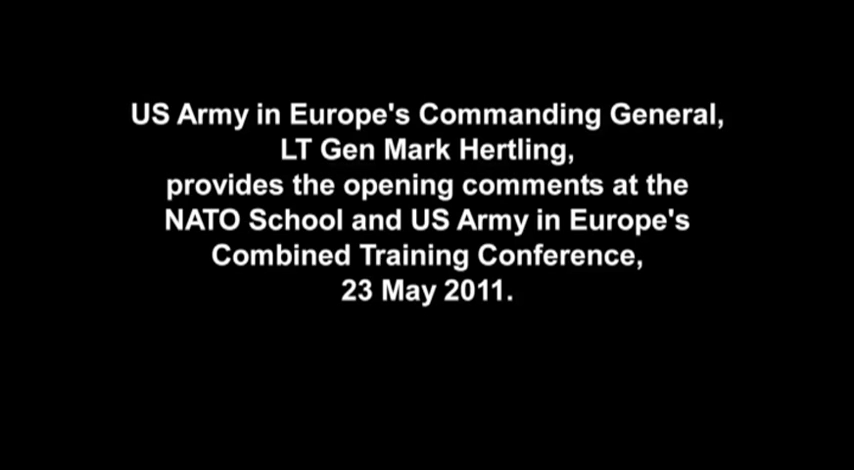 US Army in Europe's Commanding General,
LT Gen Mark Hertling,
provides the opening comments at the
NATO School and US Army in Europe's
Combined Training Conference,
23 May 2011.